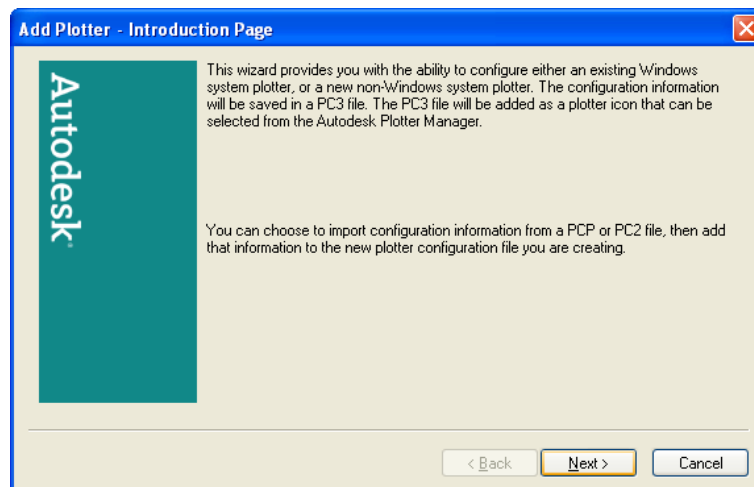 Add Plotter - Introduction Page
Autodesk
This wizard provides you with the ability to configure either an existing Windows
system plotter, or a new non-Windows system plotter. The configuration information
will be saved in a PC3 file. The PC3 file will be added as a plotter icon that can be
selected from the Autodesk Plotter Manager.
You can choose to import configuration information from a PCP or PC2 file, then add
that information to the new plotter configuration file you are creating.
< Back
Next >
Cancel